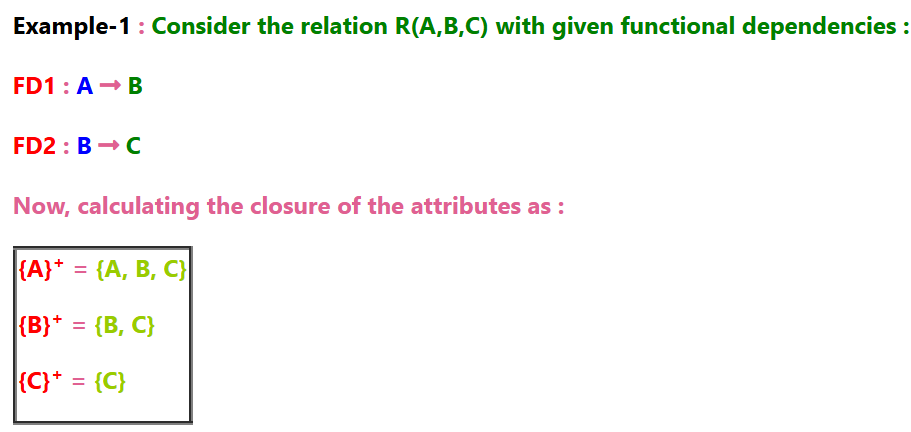 Example-1 : Consider the relation R(A,B,C) with given functional dependencies :
FD1 : A → B
FD2 : B → C
Now, calculating the closure of the attributes as :
{A}⁺ = {A, B, C}
{B}⁺ = {B, C}
{C}⁺ = {C}